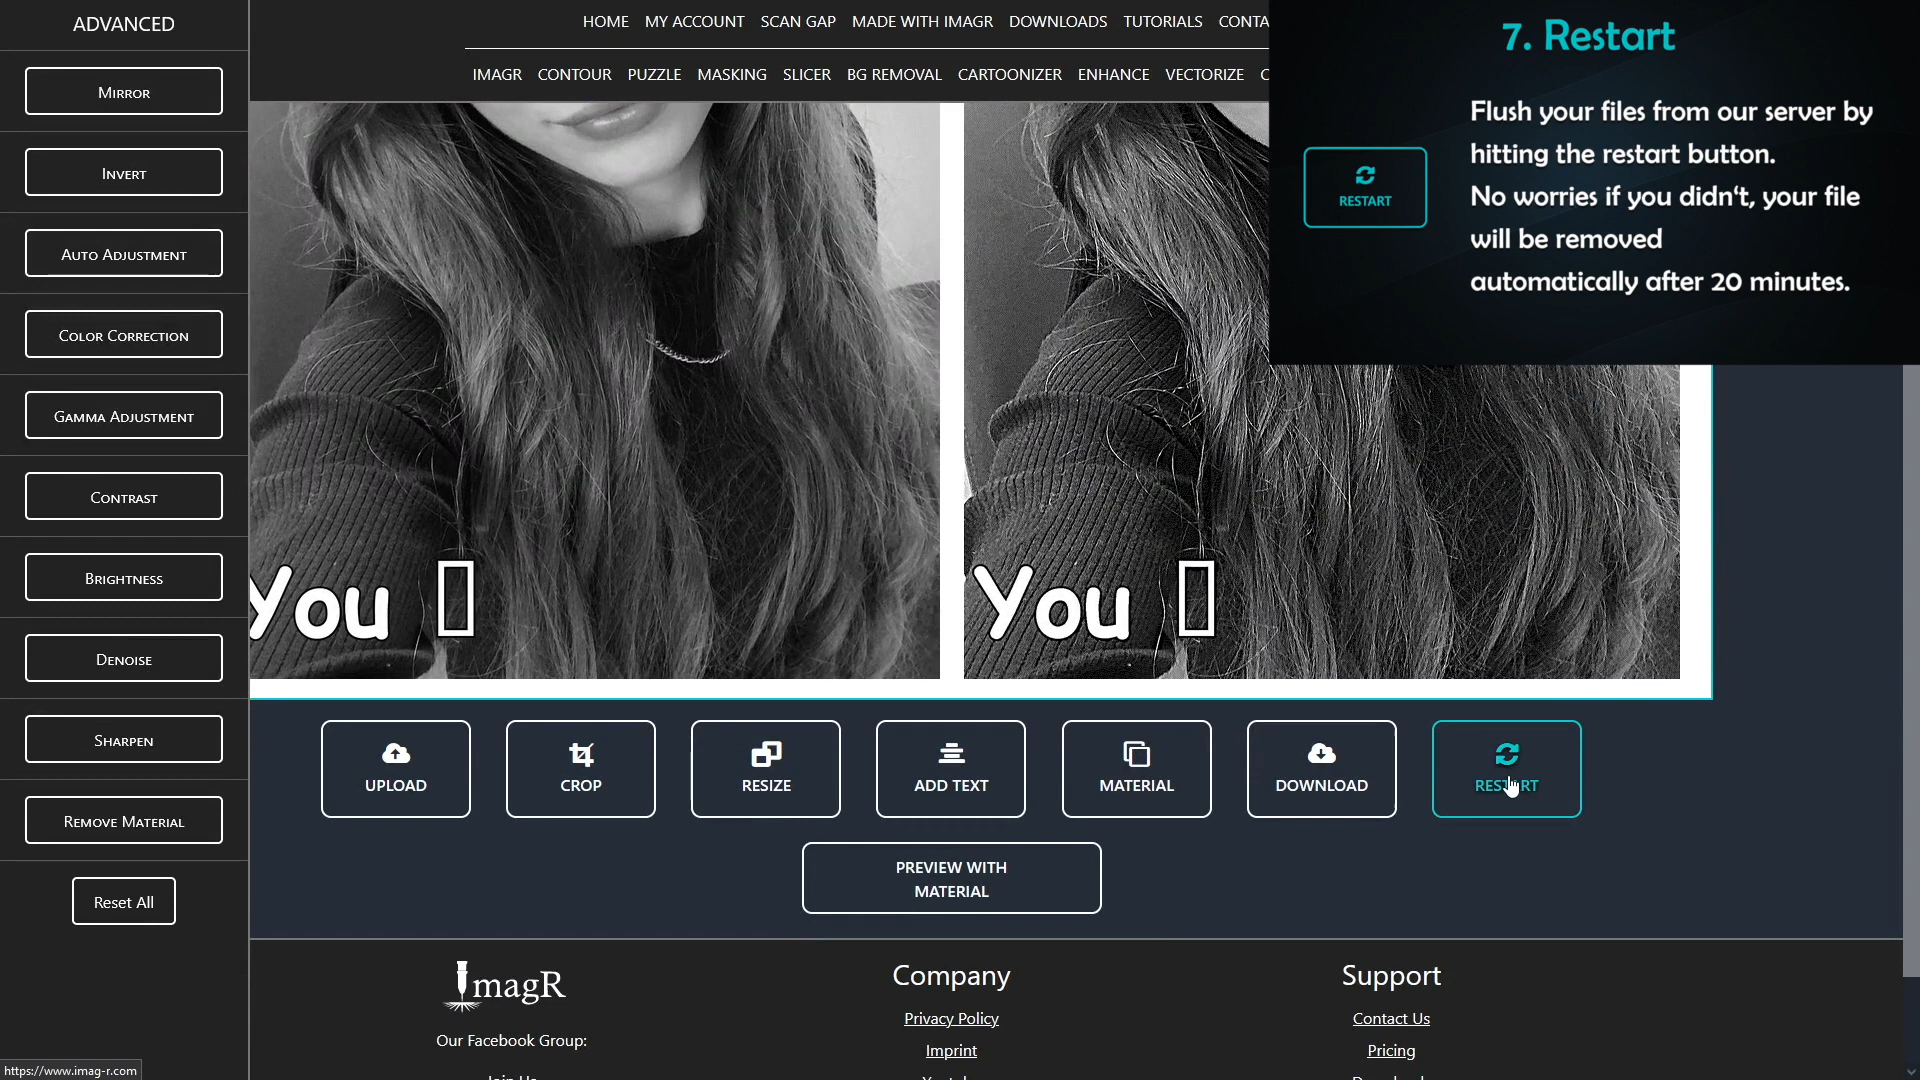 ADVANCED
MIRROR
INVERT
AUTO ADJUSTMENT
COLOR CORRECTION
GAMMA ADJUSTMENT
CONTRAST
BRIGHTNESS
DENOISE
SHARPEN
REMOVE MATERIAL
Reset All
HOME MY ACCOUNT SCAN GAP MADE WITH IMAGR DOWNLOADS TUTORIALS CONTA
IMAGR CONTOUR PUZZLE MASKING SLICER BG REMOVAL CARTOONIZER ENHANCE VECTORIZE C
7. Restart
RESTART
Flush your files from our server by
hitting the restart button.
No worries if you didn't, your file
will be removed
automatically after 20 minutes.
You
You
UPLOAD
CROP
RESIZE
ADD TEXT
MATERIAL
DOWNLOAD
RESTART
PREVIEW WITH
MATERIAL
ImagR
Our Facebook Group:
Company
Privacy Policy
Imprint
Support
Contact Us
Pricing
https://www.imag-r.com